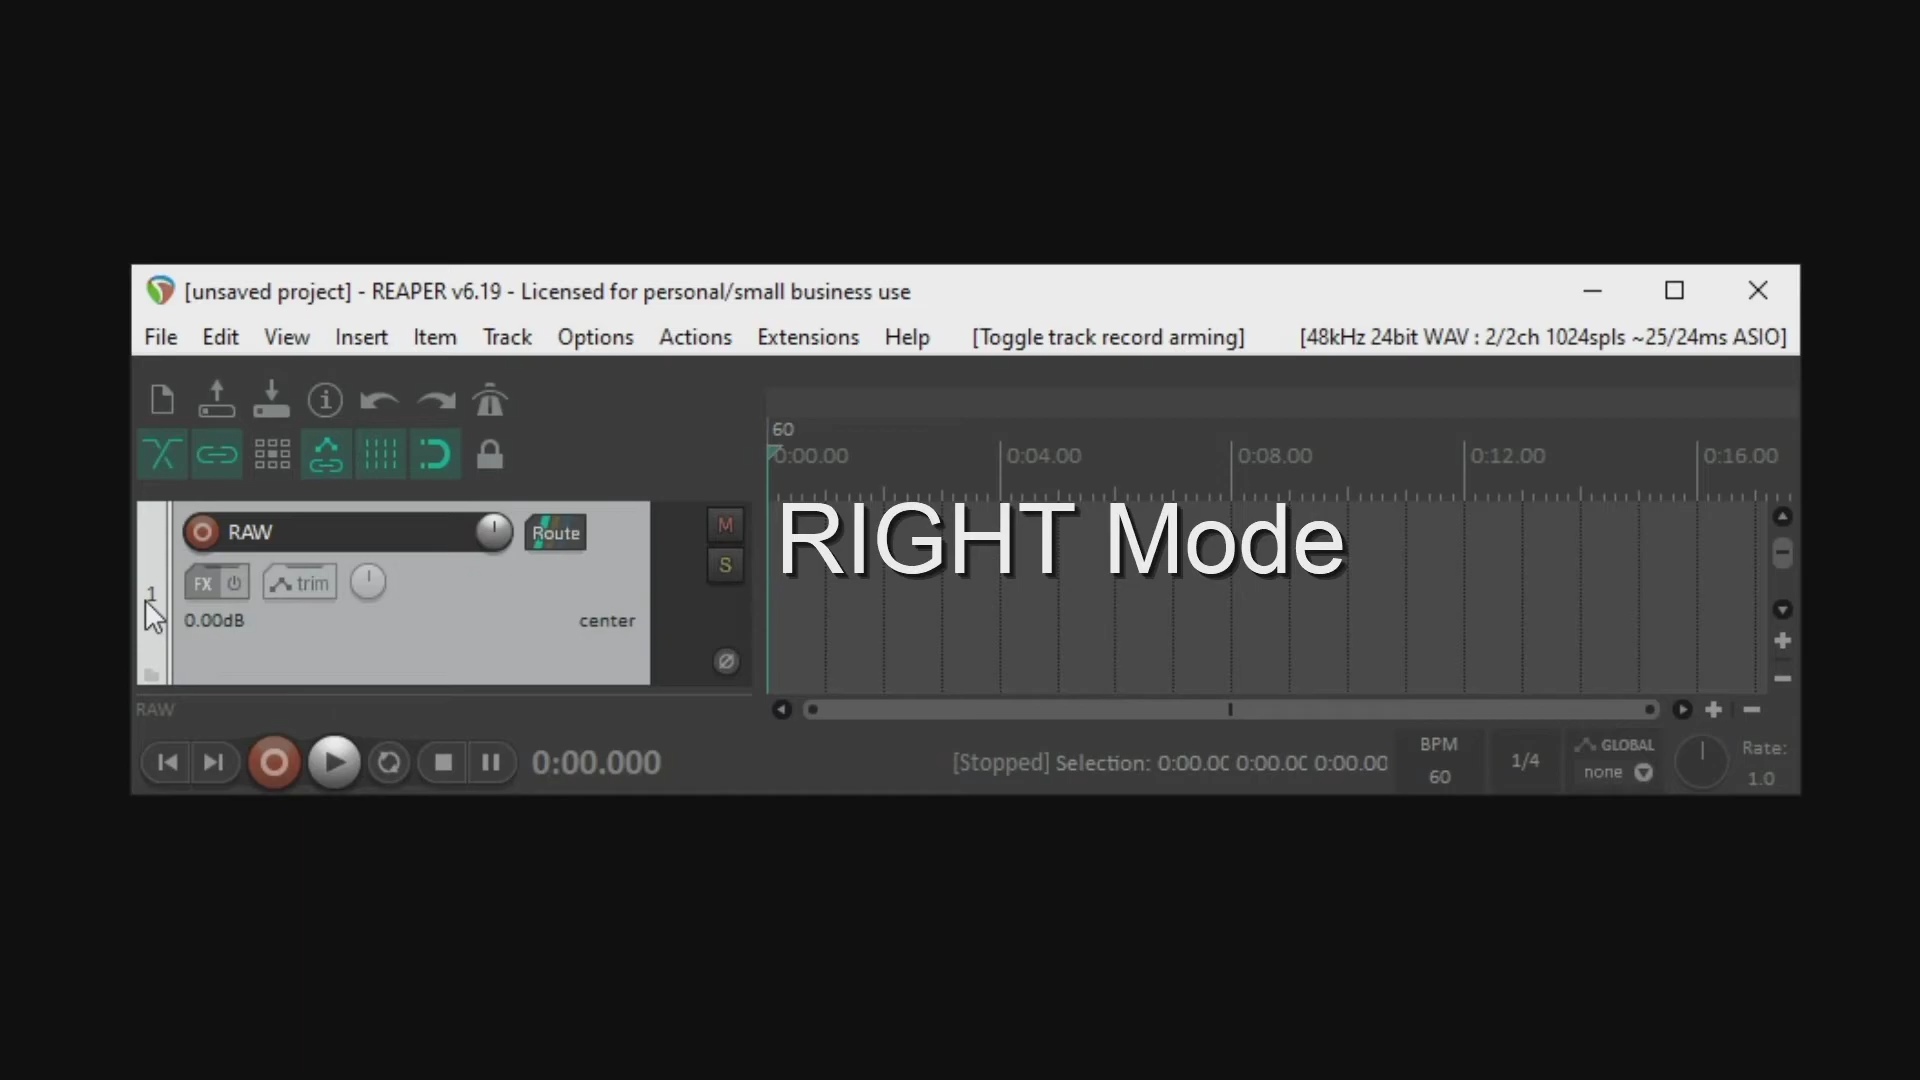 [unsaved project] - REAPER v6.19 - Licensed for personal/small business use
File Edit View Insert Item Track Options Actions Extensions Help [Toggle track record arming] [48kHz 24bit WAV : 2/2ch 1024spls ~25/24ms ASIO]
60
0:00.00 0:04.00 0:08.00 0:12.00 0:16.00
RAW Route M
RIGHT Mode
S
FX trim
1
0.00dB center
RAW
0:00.000 [Stopped] Selection: 0:00.0C 0:00.0C 0:00.00
BPM
60
1/4
GLOBAL
none
Rate:
1.0